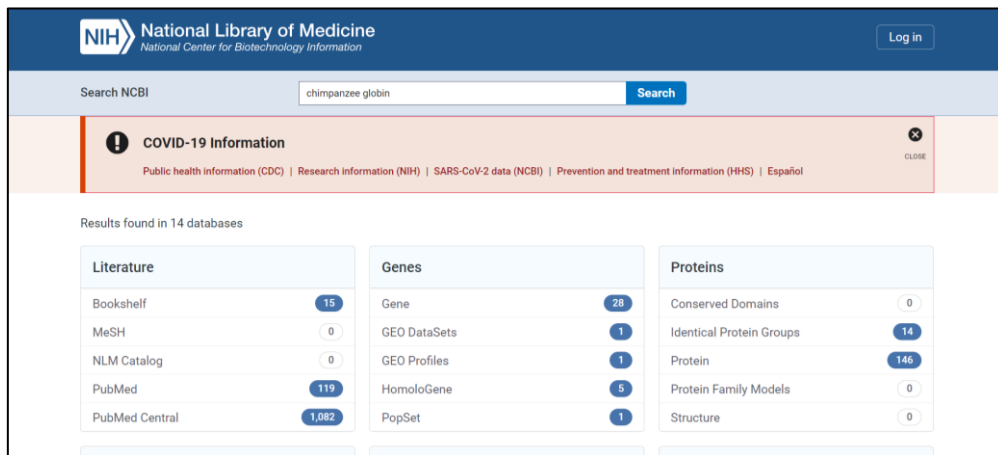 NIH National Library of Medicine
National Center for Biotechnology Information
Log in
Search NCBI
chimpanzee globin
Search
COVID-19 Information
CLOSE
Public health information (CDC) | Research information (NIH) | SARS-CoV-2 data (NCBI) | Prevention and treatment information (HHS) | Español
Results found in 14 databases
Literature
Bookshelf 15
MeSH 0
NLM Catalog 0
PubMed 119
PubMed Central 1,082
Genes
Gene 28
GEO DataSets 1
GEO Profiles 1
HomoloGene 5
PopSet 1
Proteins
Conserved Domains 0
Identical Protein Groups 14
Protein 146
Protein Family Models 0
Structure 0